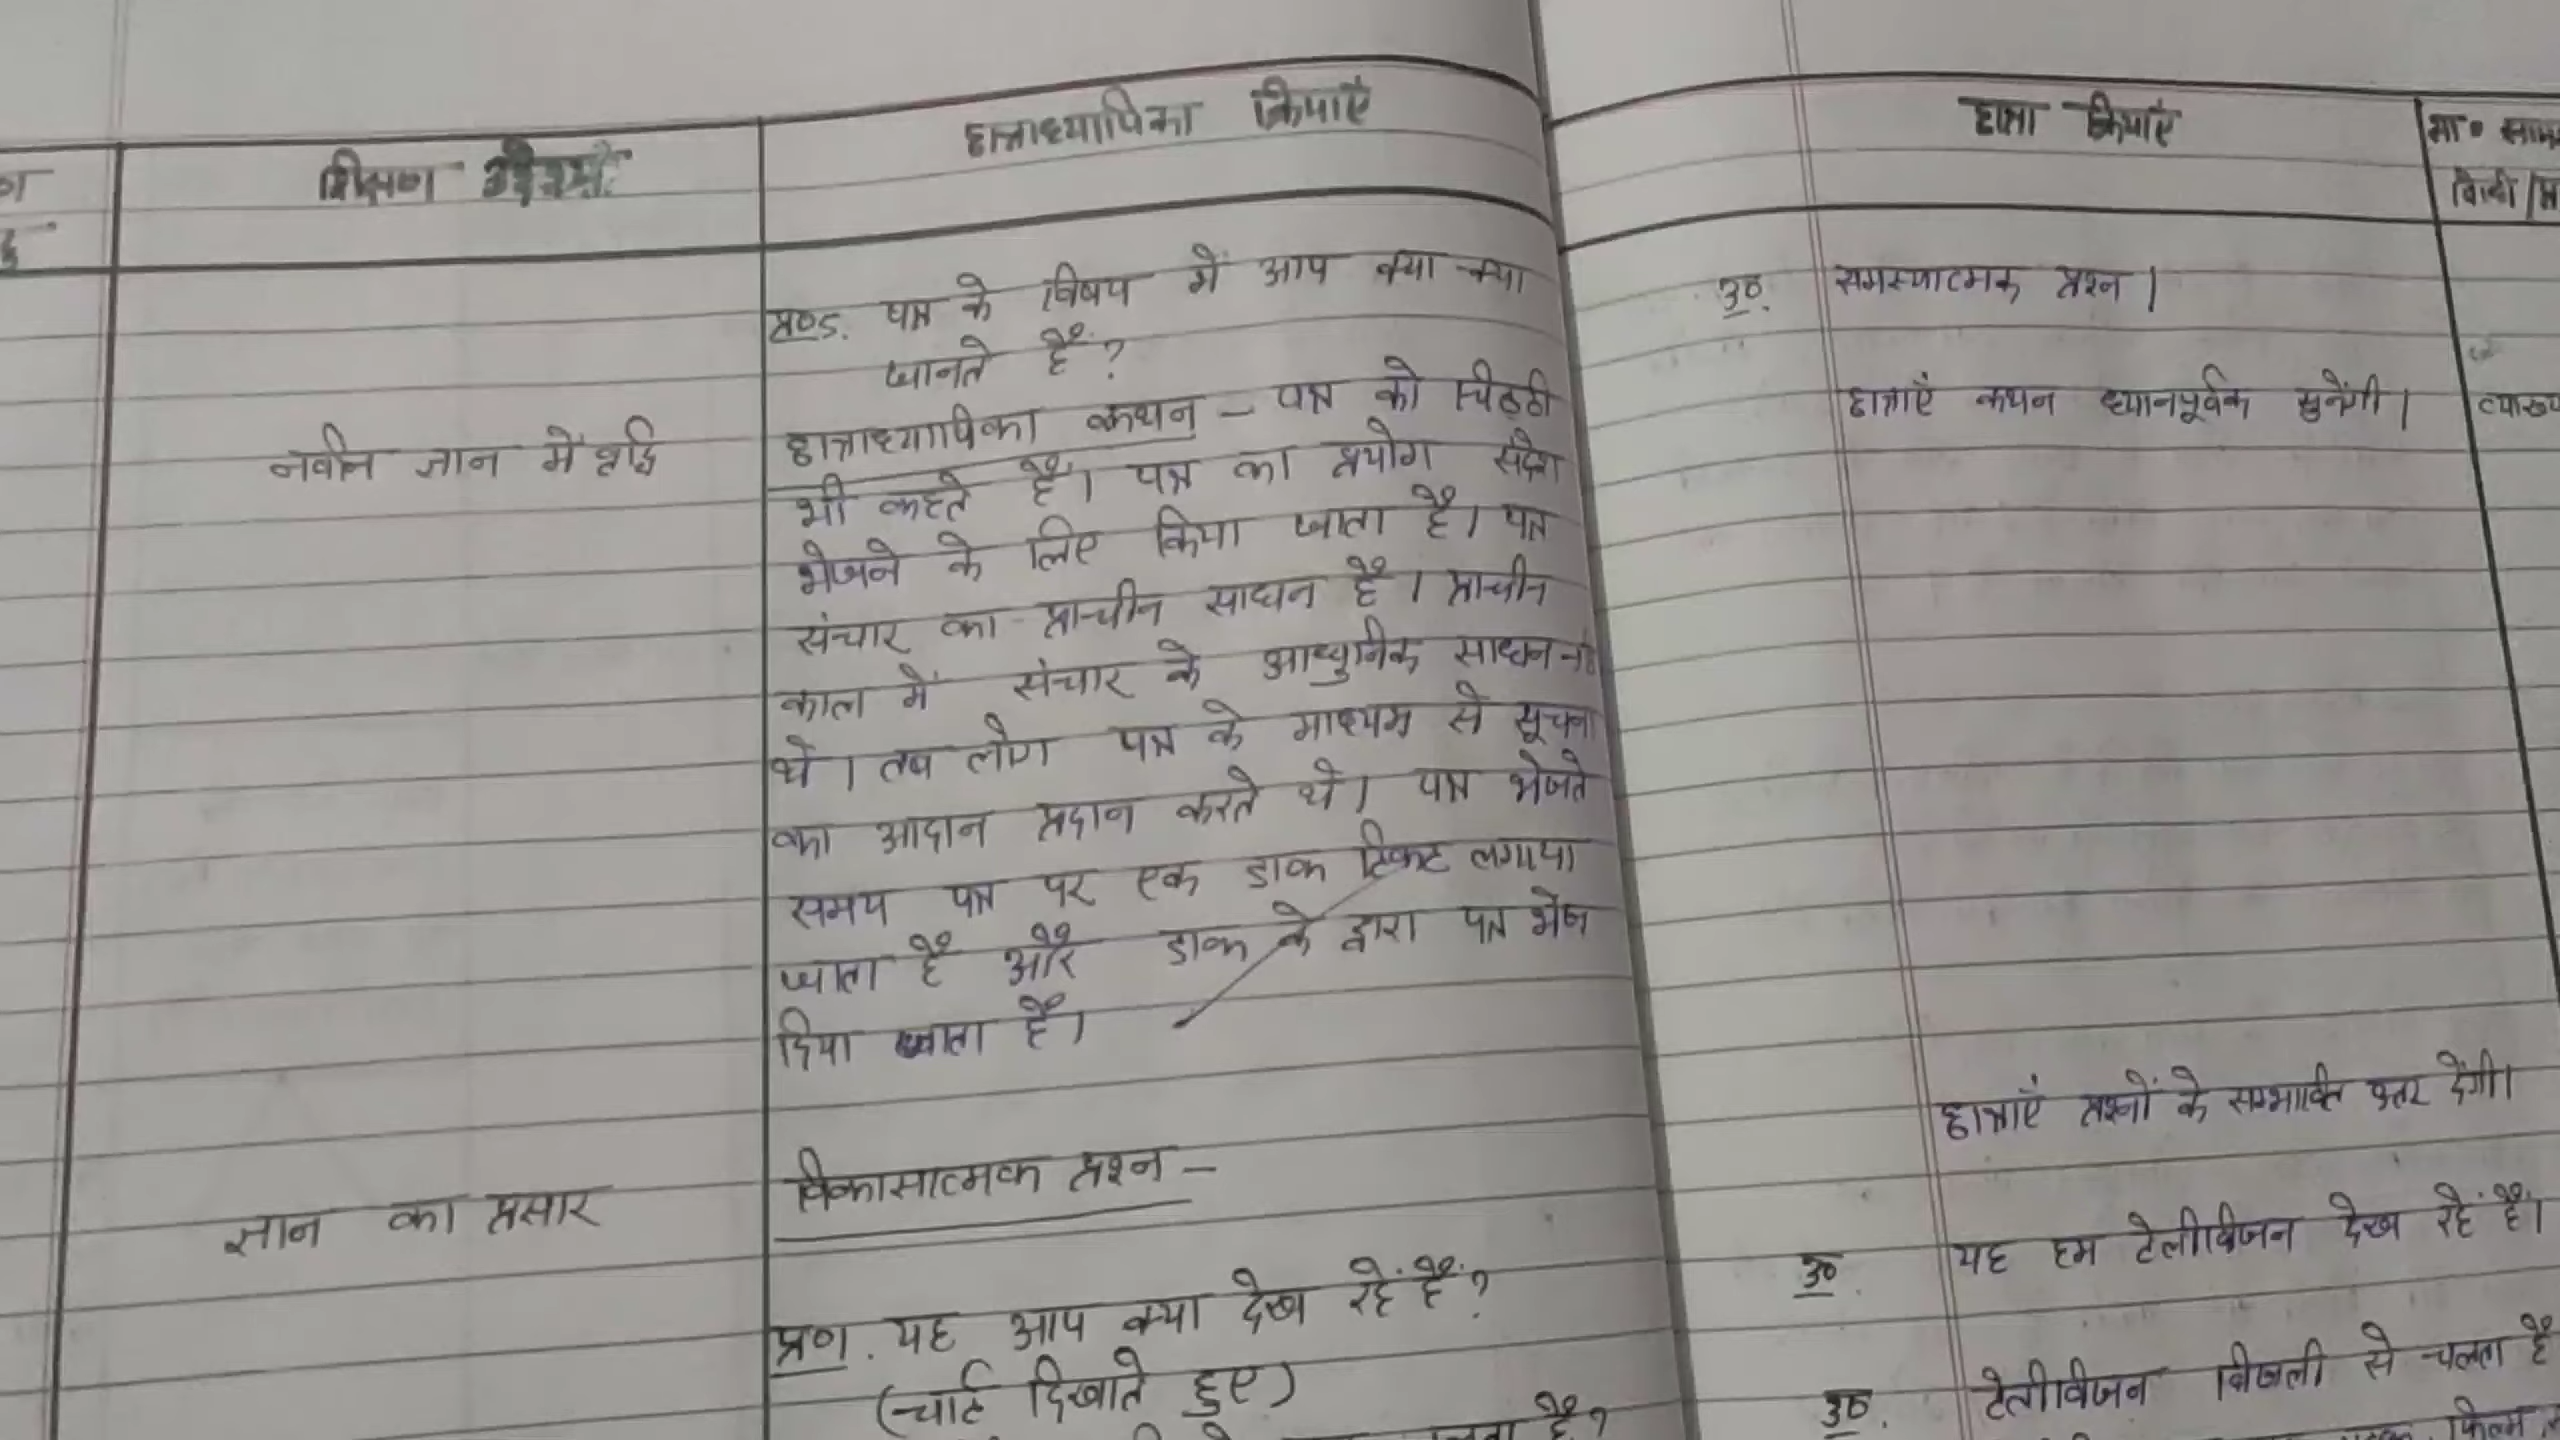 शिक्षण उद्देश्य
छात्राध्यापिका क्रियाएँ
प्र०5. पत्र के विषय में आप क्या क्या
जानते हैं?
नवीन ज्ञान में वृद्धि
छात्राध्यापिका कथन – पत्र को चिठ्ठी
भी कहते हैं। पत्र का प्रयोग संदेश
भेजने के लिए किया जाता है। पत्र
संचार का प्राचीन साधन है। प्राचीन
काल में संचार के आधुनिक साधन
थे। तब लोग पत्र के माध्यम से सूचना
का आदान प्रदान करते थे। पत्र भेजते
समय पत्र पर एक डाक टिकट लगाया
जाता है और डाक के द्वारा पत्र भेज
दिया जाता है।
ज्ञान का प्रसार
विकासात्मक प्रश्न –
प्र०1. यह आप क्या देख रहें हैं?
(चार्ट दिखाते हुए)
छात्रा क्रियाएं
उ०. समस्यात्मक प्रश्न।
छात्राएं कथन ध्यानपूर्वक सुनेंगी।
छात्राएं प्रश्नों के सम्भावित उत्तर देंगी।
उ०. यह हम टेलीविजन देख रहें हैं।
उ०. टेलीविजन बिजली से चलता है